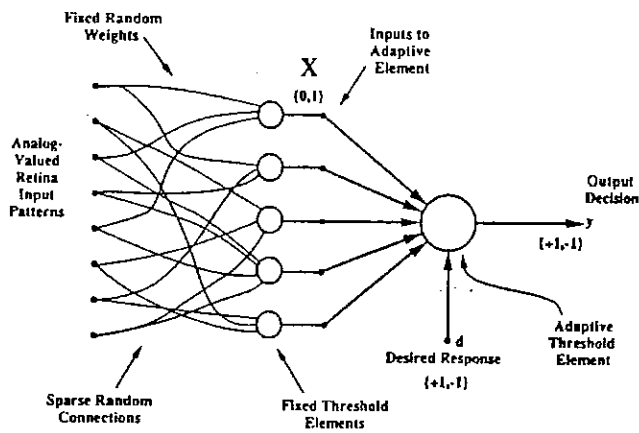 Fixed Random
Weights
X
{0,1}
Inputs to
Adaptive
Element
Analog-
Valued
Retina
Input
Patterns
Output
Decision
y
{+1,-1}
d
Desired Response
{+1,-1}
Adaptive
Threshold
Element
Sparse Random
Connections
Fixed Threshold
Elements